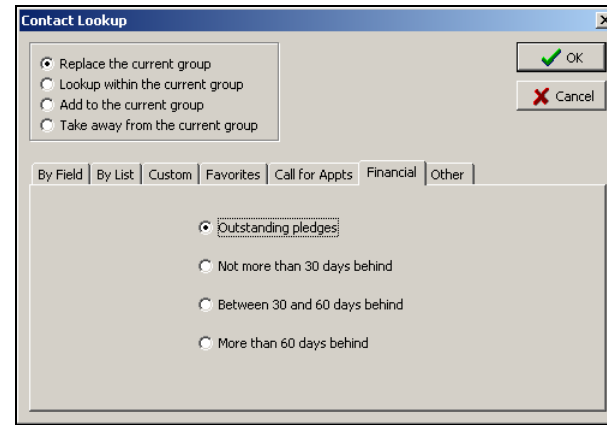 Contact Lookup
Replace the current group
Lookup within the current group
Add to the current group
Take away from the current group
OK
Cancel
By Field By List Custom Favorites Call for Appts Financial Other
Outstanding pledges
Not more than 30 days behind
Between 30 and 60 days behind
More than 60 days behind